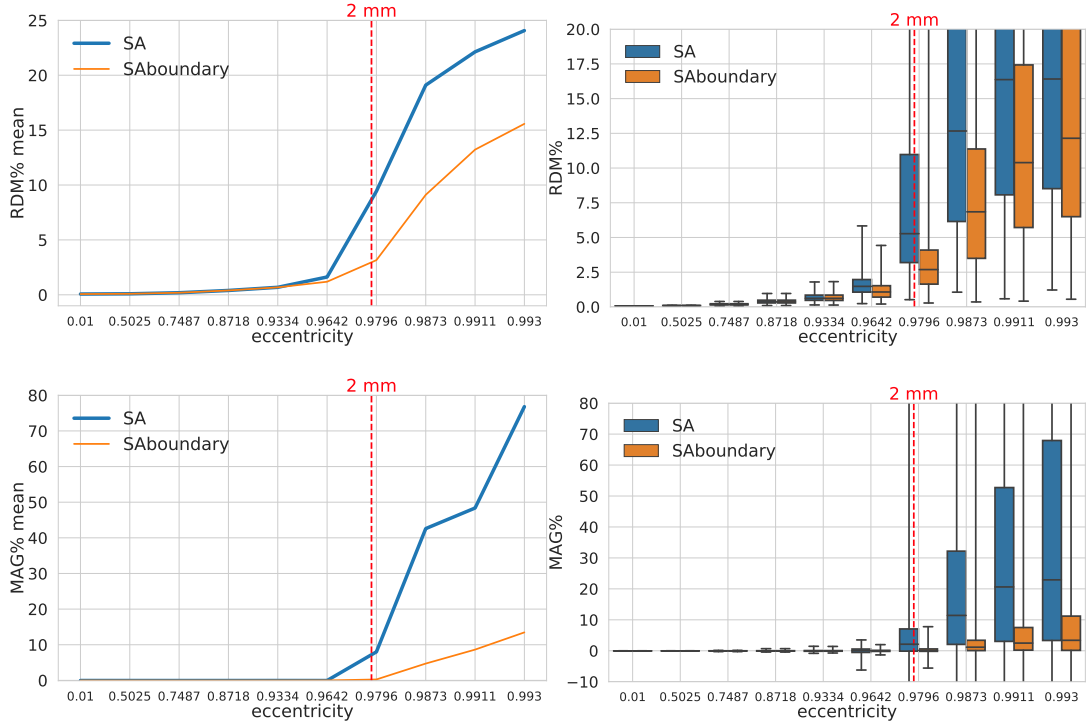 2 mm
25
20
15
10
5
0
RDM% mean
SA
SAboundary
0.01 0.5025 0.7487 0.8718 0.9334 0.9642 0.9796 0.9873 0.9911 0.993
eccentricity
2 mm
20.0
17.5
15.0
12.5
10.0
7.5
5.0
2.5
0.0
RDM%
SA
SAboundary
0.01 0.5025 0.7487 0.8718 0.9334 0.9642 0.9796 0.9873 0.9911 0.993
eccentricity
2 mm
80
70
60
50
40
30
20
10
0
MAG% mean
SA
SAboundary
0.01 0.5025 0.7487 0.8718 0.9334 0.9642 0.9796 0.9873 0.9911 0.993
eccentricity
2 mm
80
70
60
50
40
30
20
10
0
−10
MAG%
SA
SAboundary
0.01 0.5025 0.7487 0.8718 0.9334 0.9642 0.9796 0.9873 0.9911 0.993
eccentricity